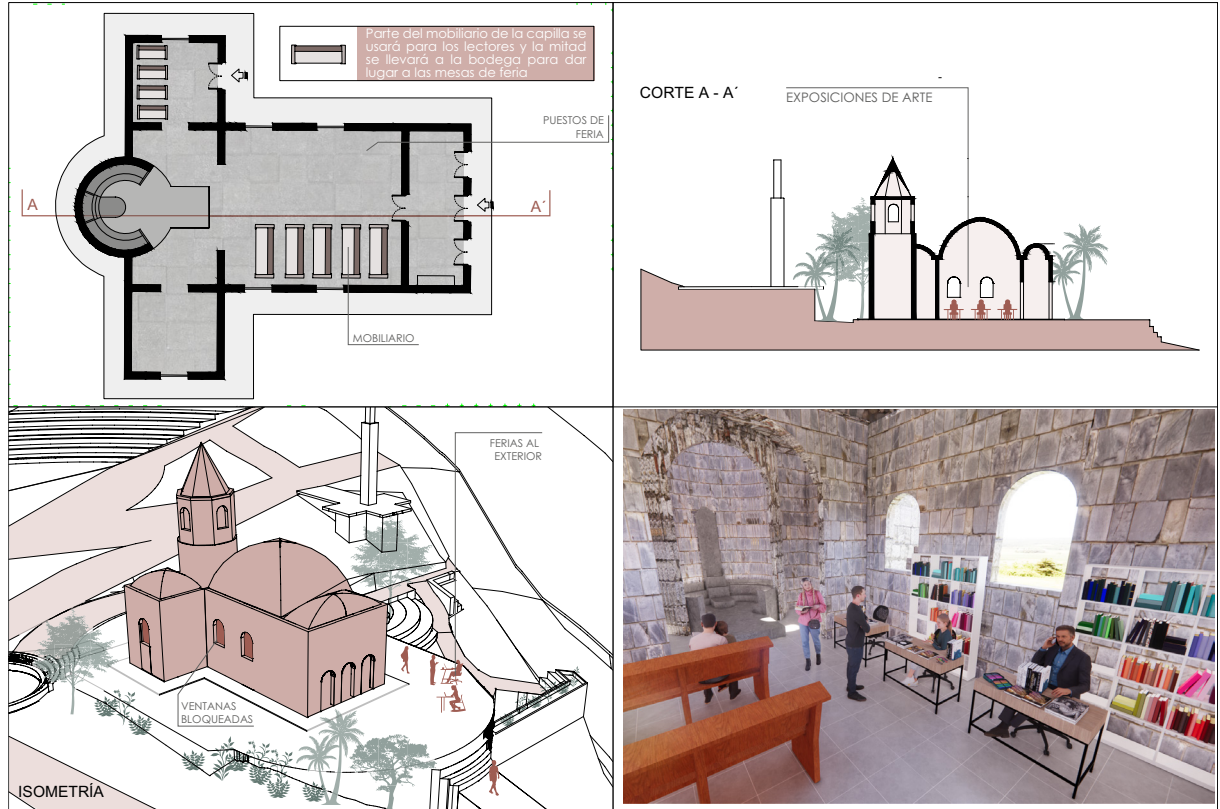 Parte del mobiliario de la capilla se
usará para los lectores y la mitad
se llevará a la bodega para dar
lugar a las mesas de feria
PUESTOS DE
FERIA
A
A´
MOBILIARIO
CORTE A - A´
EXPOSICIONES DE ARTE
FERIAS AL
EXTERIOR
VENTANAS
BLOQUEADAS
ISOMETRÍA